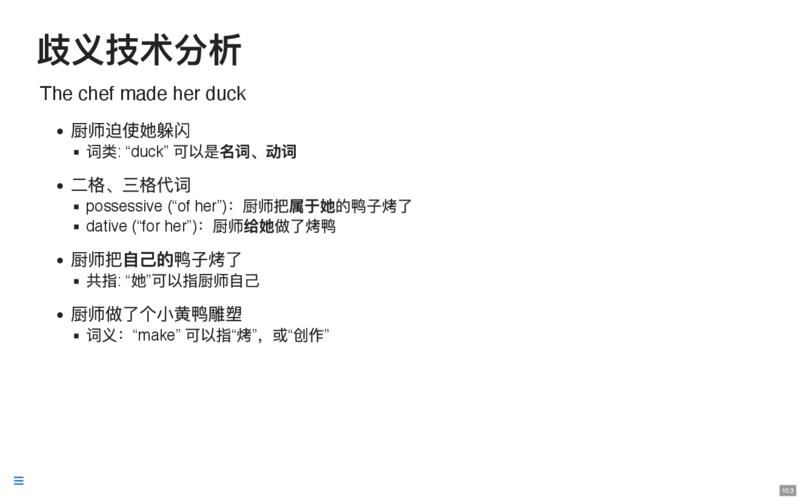 歧义技术分析
The chef made her duck
厨师迫使她躲闪
词类: “duck” 可以是名词、动词
二格、三格代词
possessive (“of her”)：厨师把属于她的鸭子烤了
dative (“for her”)：厨师给她做了烤鸭
厨师把自己的鸭子烤了
共指: “她”可以指厨师自己
厨师做了个小黄鸭雕塑
词义：“make” 可以指“烤”，或“创作”
10.3